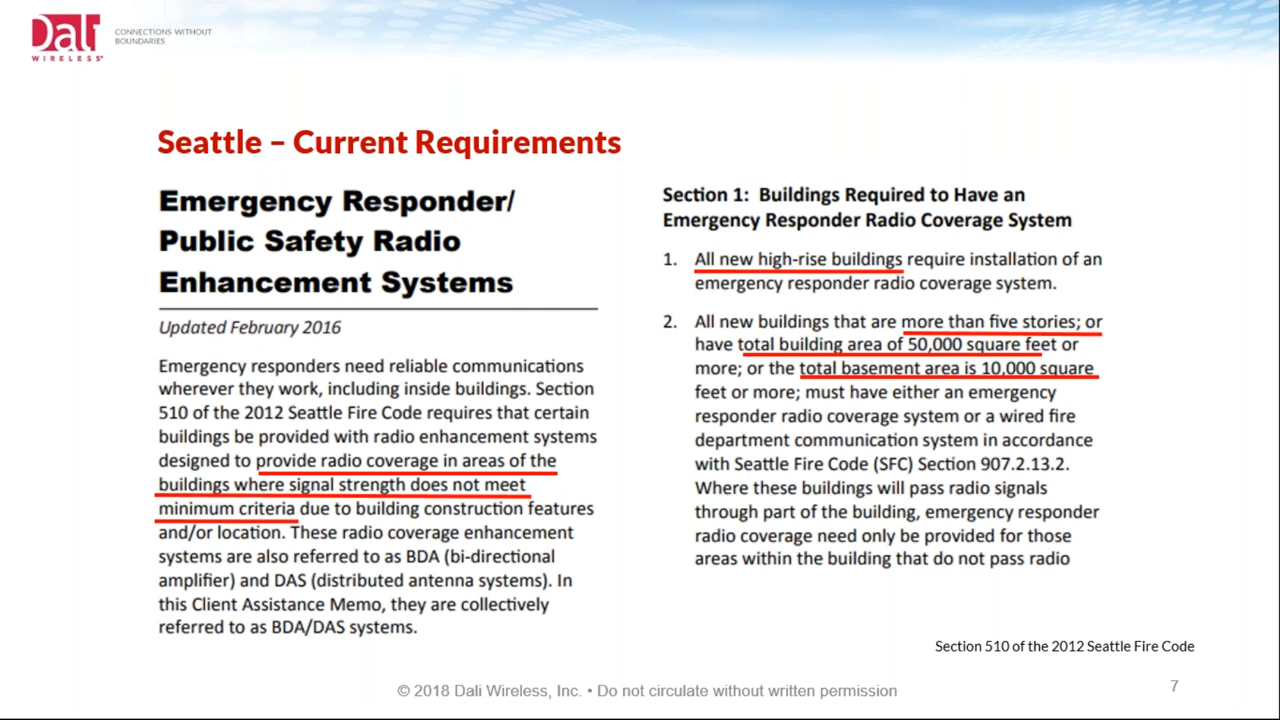 Dali
WIRELESS
CONNECTIONS WITHOUT
BOUNDARIES
Seattle – Current Requirements
Emergency Responder/
Public Safety Radio
Enhancement Systems
Updated February 2016
Emergency responders need reliable communications
wherever they work, including inside buildings. Section
510 of the 2012 Seattle Fire Code requires that certain
buildings be provided with radio enhancement systems
designed to provide radio coverage in areas of the
buildings where signal strength does not meet
minimum criteria due to building construction features
and/or location. These radio coverage enhancement
systems are also referred to as BDA (bi-directional
amplifier) and DAS (distributed antenna systems). In
this Client Assistance Memo, they are collectively
referred to as BDA/DAS systems.
Section 1: Buildings Required to Have an
Emergency Responder Radio Coverage System
1. All new high-rise buildings require installation of an
emergency responder radio coverage system.
2. All new buildings that are more than five stories; or
have total building area of 50,000 square feet or
more; or the total basement area is 10,000 square
feet or more; must have either an emergency
responder radio coverage system or a wired fire
department communication system in accordance
with Seattle Fire Code (SFC) Section 907.2.13.2.
Where these buildings will pass radio signals
through part of the building, emergency responder
radio coverage need only be provided for those
areas within the building that do not pass radio
Section 510 of the 2012 Seattle Fire Code
© 2018 Dali Wireless, Inc. • Do not circulate without written permission
7